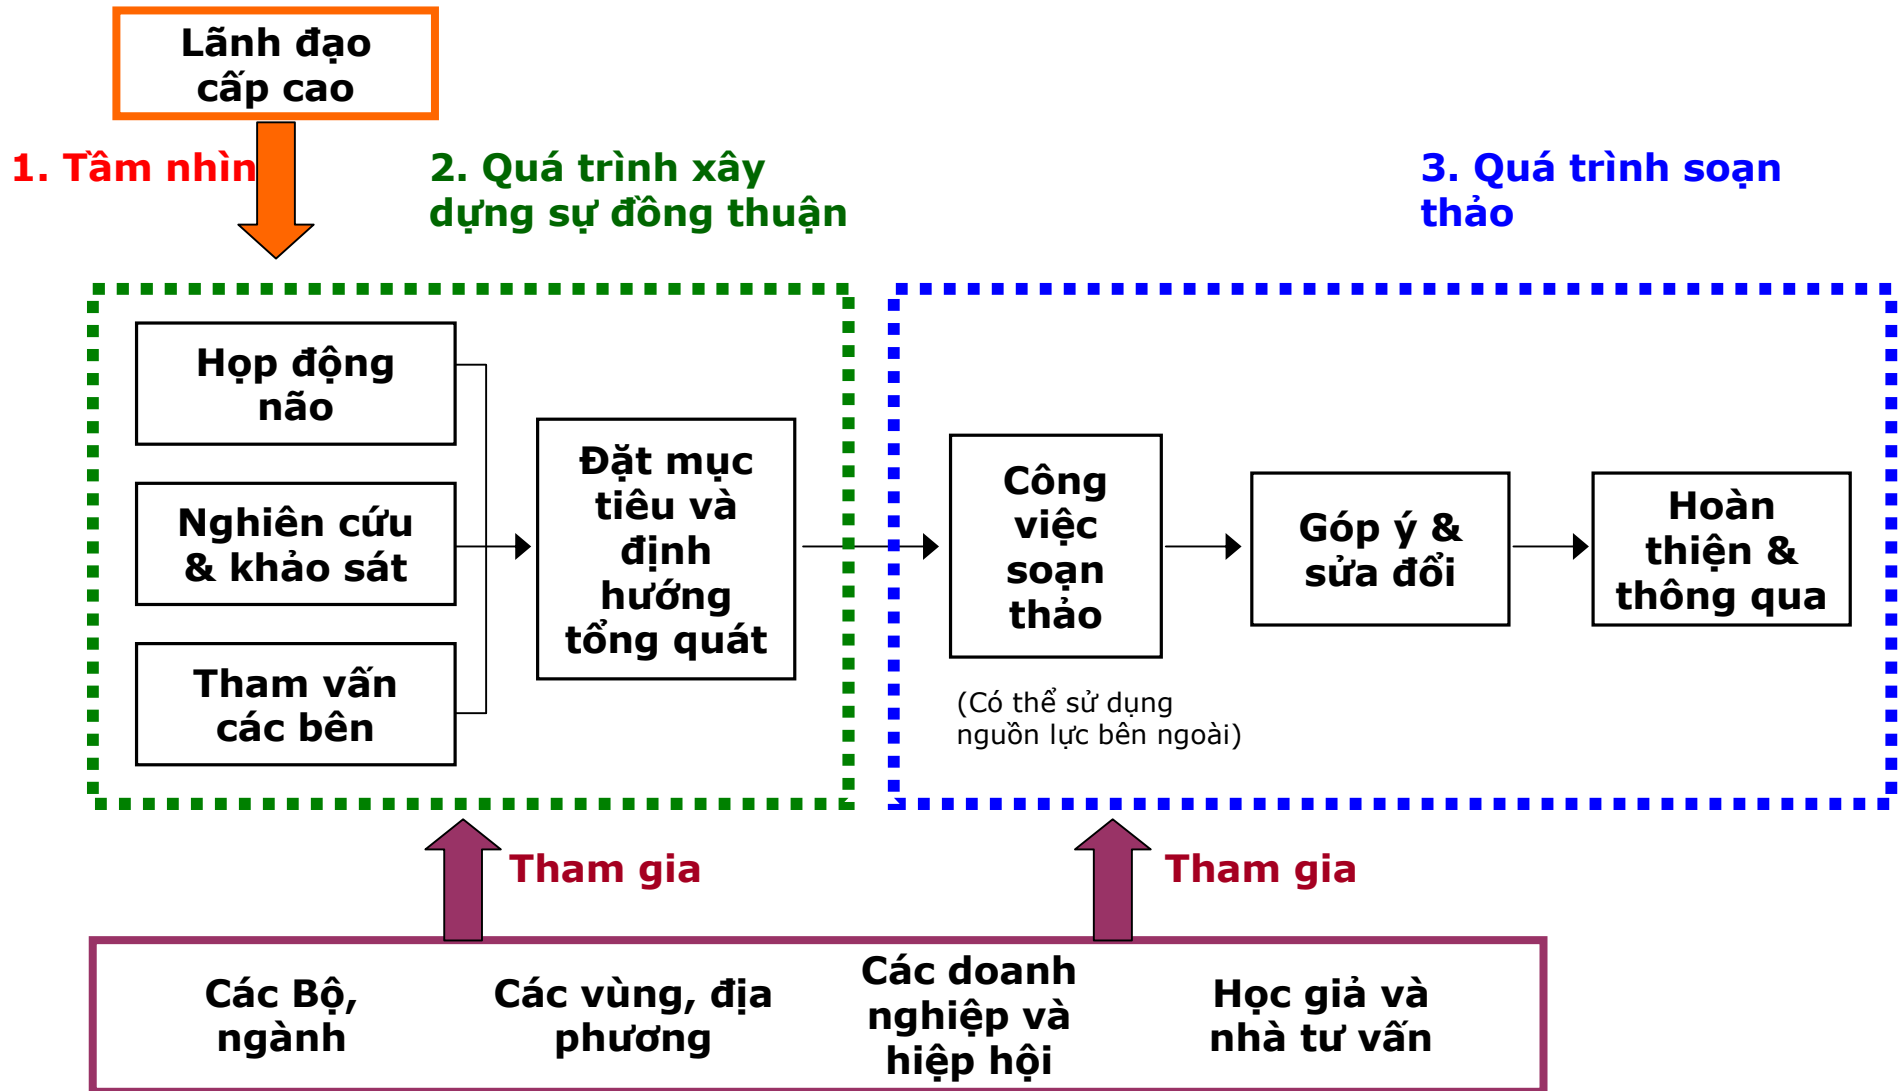 Lãnh đạo
cấp cao
1. Tầm nhìn
2. Quá trình xây
dựng sự đồng thuận
3. Quá trình soạn
thảo
Họp động
não
Nghiên cứu
& khảo sát
Tham vấn
các bên
Đặt mục
tiêu và
định
hướng
tổng quát
Công
việc
soạn
thảo
(Có thể sử dụng
nguồn lực bên ngoài)
Góp ý &
sửa đổi
Hoàn
thiện &
thông qua
Tham gia
Tham gia
Các Bộ,
ngành
Các vùng, địa
phương
Các doanh
nghiệp và
hiệp hội
Học giả và
nhà tư vấn